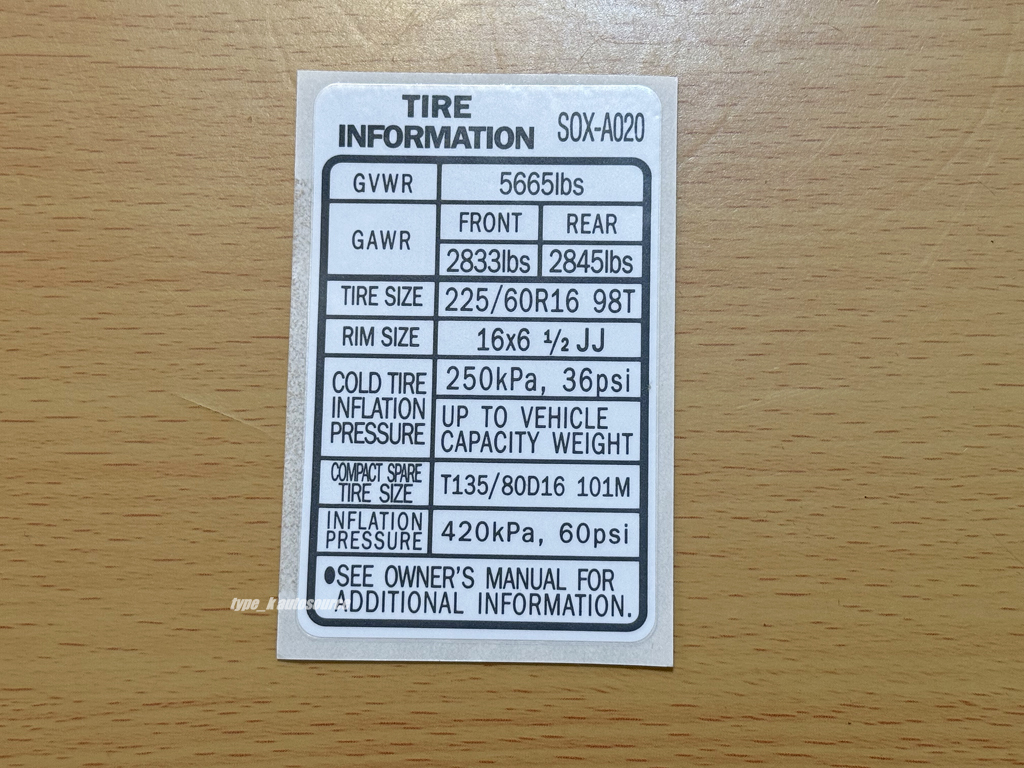 TIRE
INFORMATION SOX-A020
GVWR 5665lbs
GAWR FRONT REAR
2833lbs 2845lbs
TIRE SIZE 225/60R16 98T
RIM SIZE 16x6 ½ JJ
COLD TIRE
INFLATION
PRESSURE
250kPa, 36psi
UP TO VEHICLE
CAPACITY WEIGHT
COMPACT SPARE
TIRE SIZE
T135/80D16 101M
INFLATION
PRESSURE
420kPa, 60psi
●SEE OWNER'S MANUAL FOR
ADDITIONAL INFORMATION.